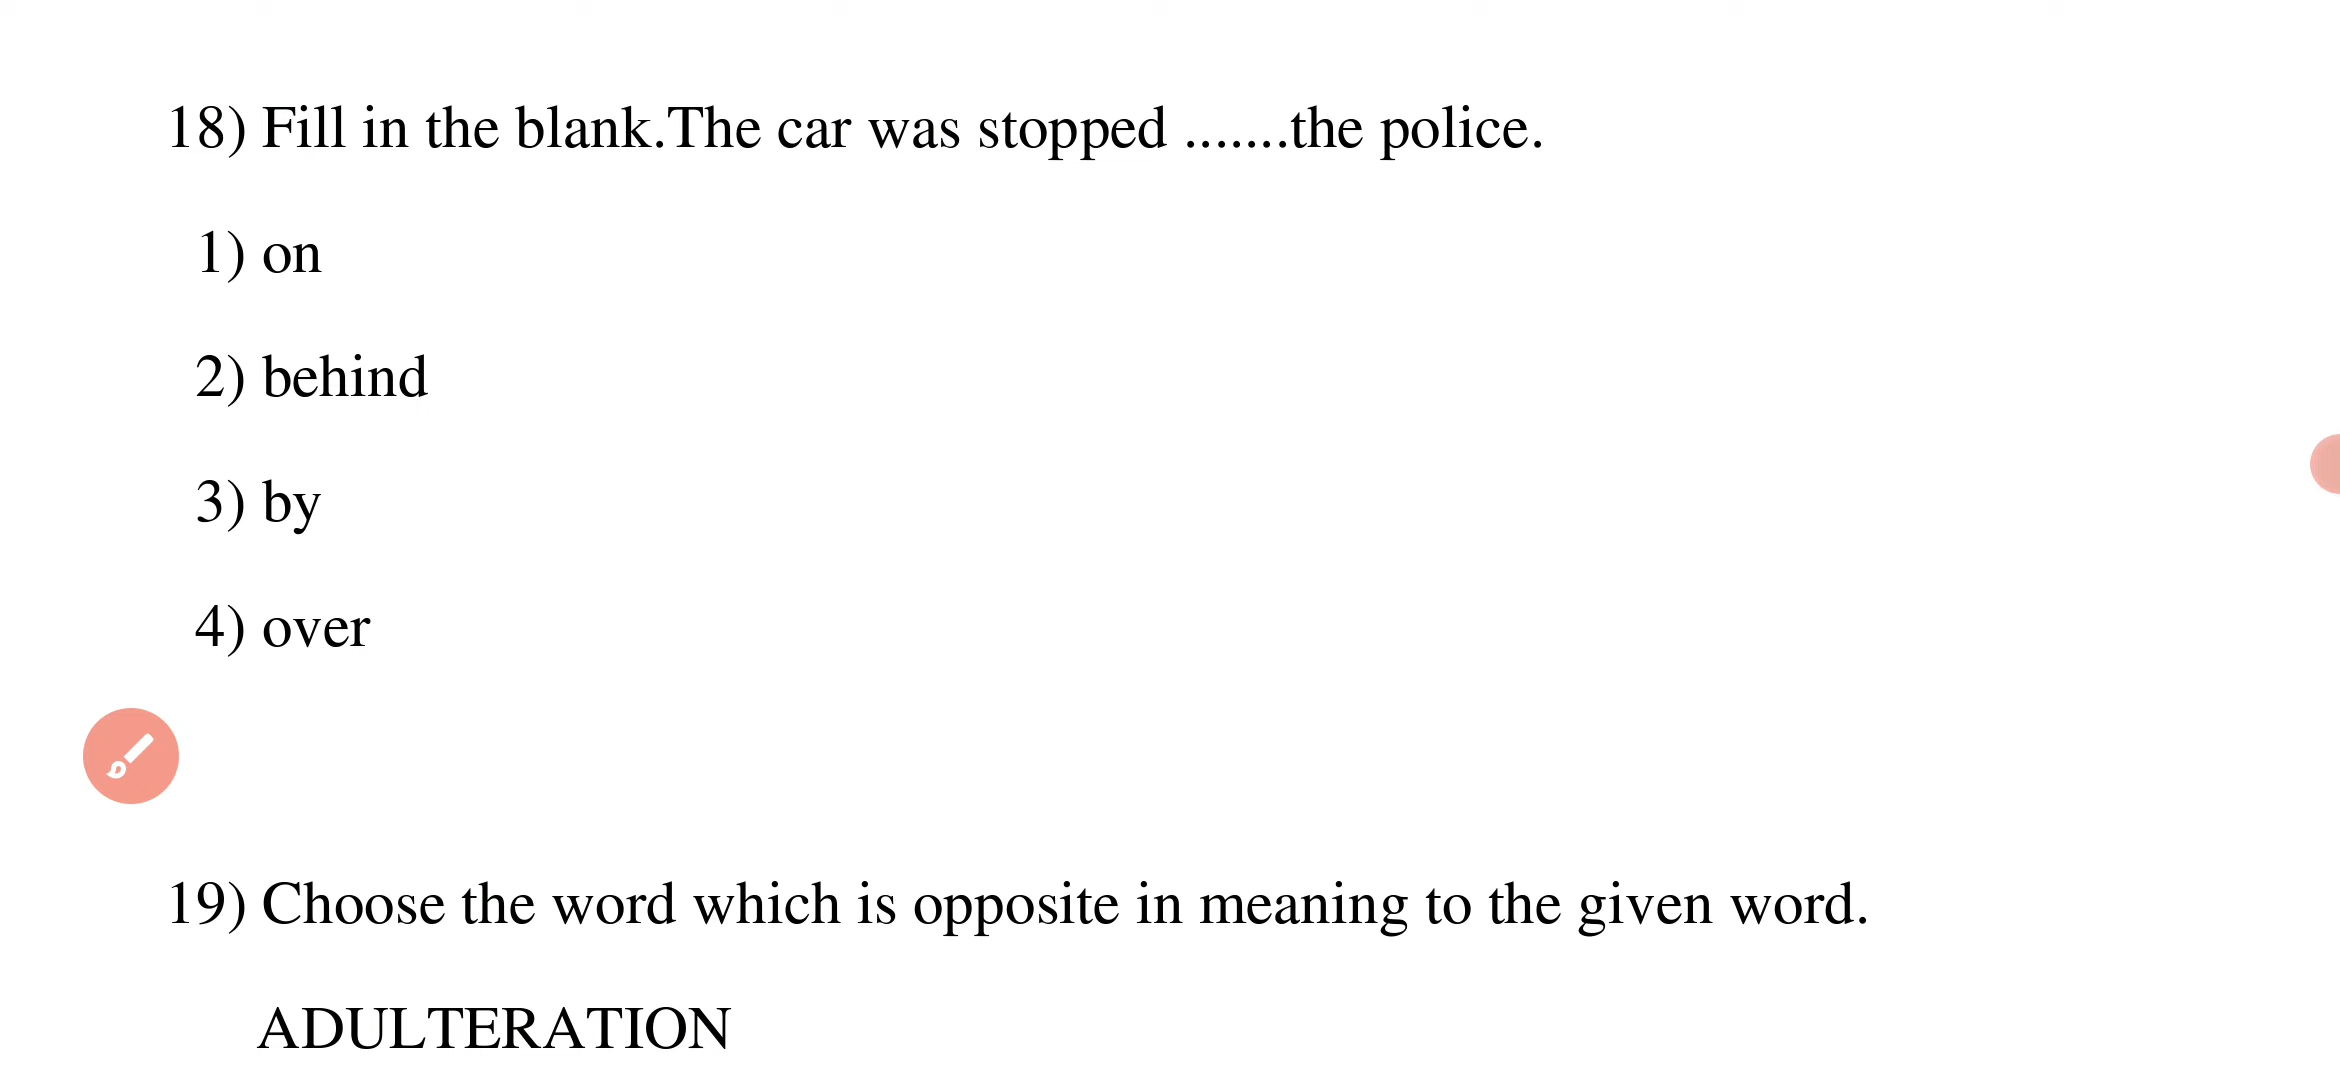 18) Fill in the blank.The car was stopped .......the police.
1) on
2) behind
3) by
4) over
19) Choose the word which is opposite in meaning to the given word.
ADULTERATION